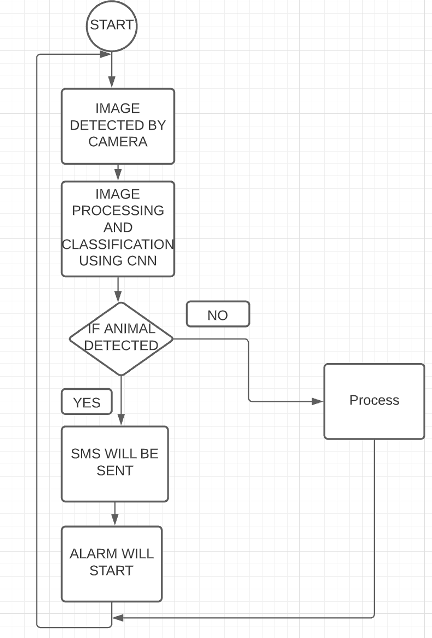 START
IMAGE
DETECTED BY
CAMERA
IMAGE
PROCESSING
AND
CLASSIFICATION
USING CNN
IF ANIMAL
DETECTED
NO
YES
Process
SMS WILL BE
SENT
ALARM WILL
START